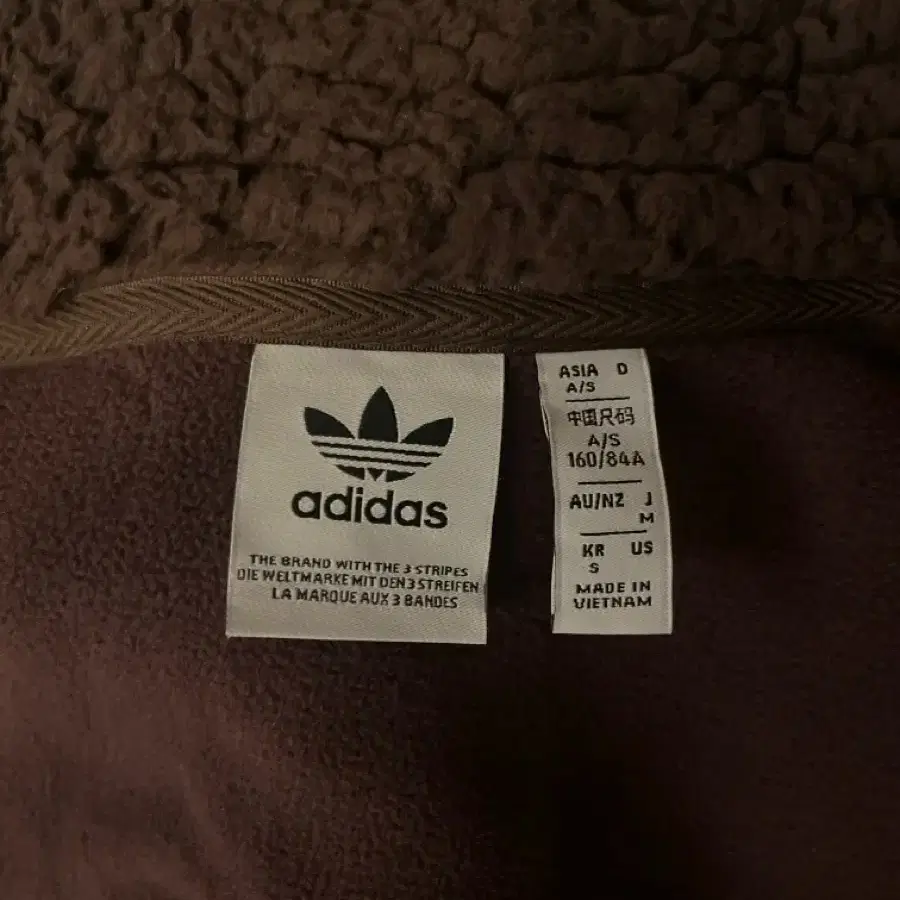 adidas
THE BRAND WITH THE 3 STRIPES
DIE WELTMARKE MIT DEN 3 STREIFEN
LA MARQUE AUX 3 BANDES
ASIA D
A/S
中国尺码
A/S
160/84A
AU/NZ J
M
KR US
S
MADE IN
VIETNAM